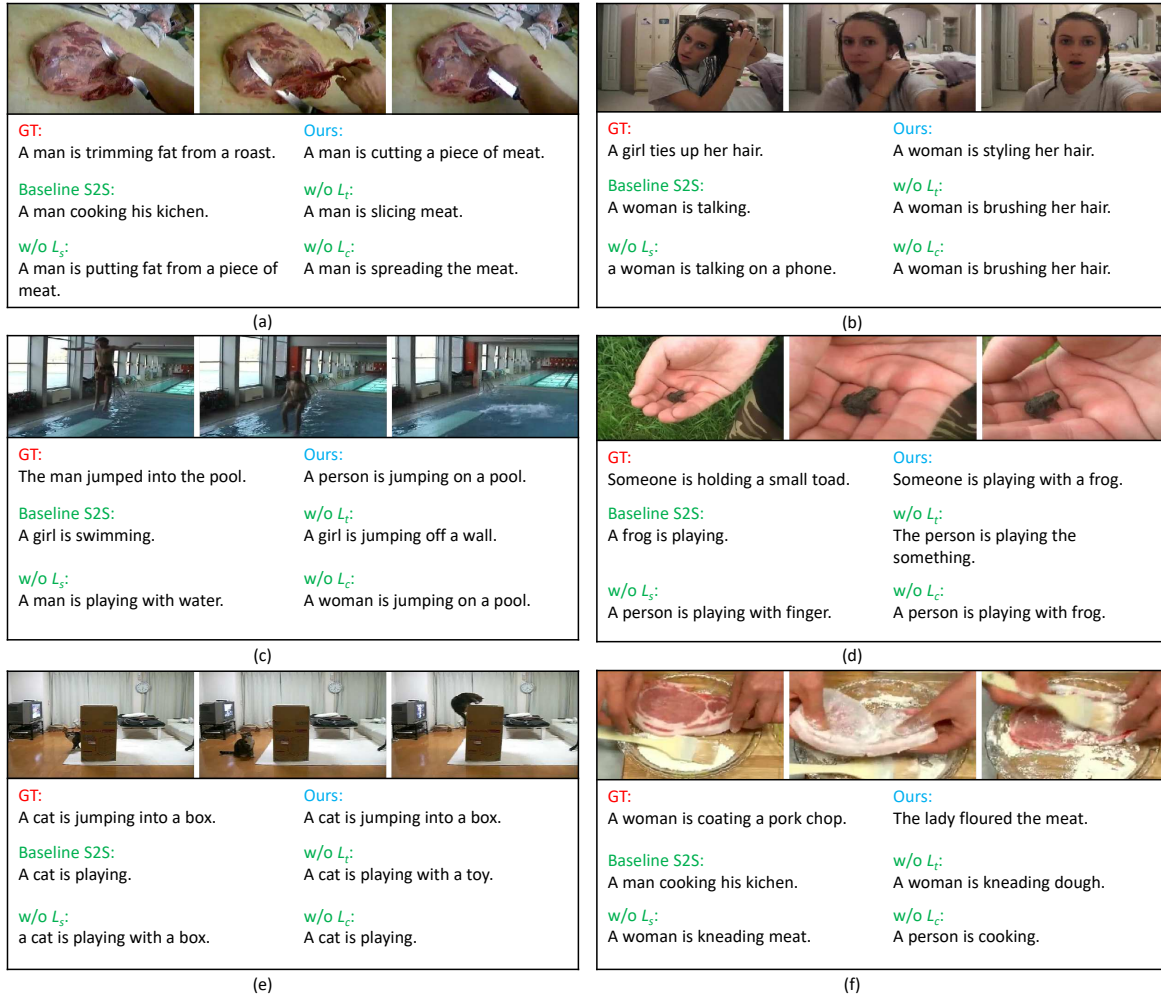 GT:
A man is trimming fat from a roast.
Ours:
A man is cutting a piece of meat.
Baseline S2S:
A man cooking his kichen.
w/o Lt:
A man is slicing meat.
w/o Ls:
A man is putting fat from a piece of
meat.
w/o Lc:
A man is spreading the meat.
(a)
GT:
A girl ties up her hair.
Ours:
A woman is styling her hair.
Baseline S2S:
A woman is talking.
w/o Lt:
A woman is brushing her hair.
w/o Ls:
a woman is talking on a phone.
w/o Lc:
A woman is brushing her hair.
(b)
GT:
The man jumped into the pool.
Ours:
A person is jumping on a pool.
Baseline S2S:
A girl is swimming.
w/o Lt:
A girl is jumping off a wall.
w/o Ls:
A man is playing with water.
w/o Lc:
A woman is jumping on a pool.
(c)
GT:
Someone is holding a small toad.
Ours:
Someone is playing with a frog.
Baseline S2S:
A frog is playing.
w/o Lt:
The person is playing the
something.
w/o Ls:
A person is playing with finger.
w/o Lc:
A person is playing with frog.
(d)
GT:
A cat is jumping into a box.
Ours:
A cat is jumping into a box.
Baseline S2S:
A cat is playing.
w/o Lt:
A cat is playing with a toy.
w/o Ls:
a cat is playing with a box.
w/o Lc:
A cat is playing.
(e)
GT:
A woman is coating a pork chop.
Ours:
The lady floured the meat.
Baseline S2S:
A man cooking his kichen.
w/o Lt:
A woman is kneading dough.
w/o Ls:
A woman is kneading meat.
w/o Lc:
A person is cooking.
(f)